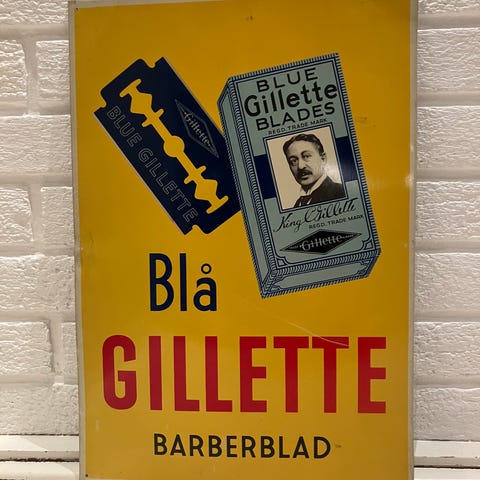 Gillette
BLUE GILLETTE
BLUE
Gillette
BLADES
REGD. TRADE MARK
King C Gillette
REGD. TRADE MARK
Gillette
Blå
GILLETTE
BARBERBLAD